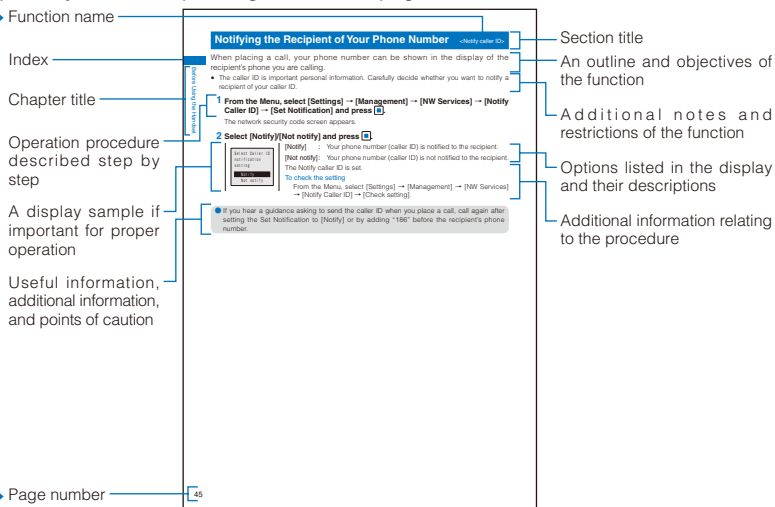 Function name
Index
Chapter title
Operation procedure
described step by
step
A display sample if
important for proper
operation
Useful information,
additional information,
and points of caution
Page number
Notifying the Recipient of Your Phone Number <Notify caller ID>
When placing a call, your phone number can be shown in the display of the
recipient's phone you are calling.
• The caller ID is important personal information. Carefully decide whether you want to notify a
recipient of your caller ID.
Before Using the Handset
1 From the Menu, select [Settings] → [Management] → [NW Services] → [Notify
Caller ID] → [Set Notification] and press .
The network security code screen appears.
2 Select [Notify]/[Not notify] and press .
Select Caller ID
notification
setting
Notify
Not notify
[Notify] : Your phone number (caller ID) is notified to the recipient.
[Not notify]: Your phone number (caller ID) is not notified to the recipient.
The Notify caller ID is set.
To check the setting
From the Menu, select [Settings] → [Management] → [NW Services]
→ [Notify Caller ID] → [Check setting].
● If you hear a guidance asking to send the caller ID when you place a call, call again after
setting the Set Notification to [Notify] or by adding "186" before the recipient's phone
number.
45
Section title
An outline and objectives of
the function
Additional notes and
restrictions of the function
Options listed in the display
and their descriptions
Additional information relating
to the procedure